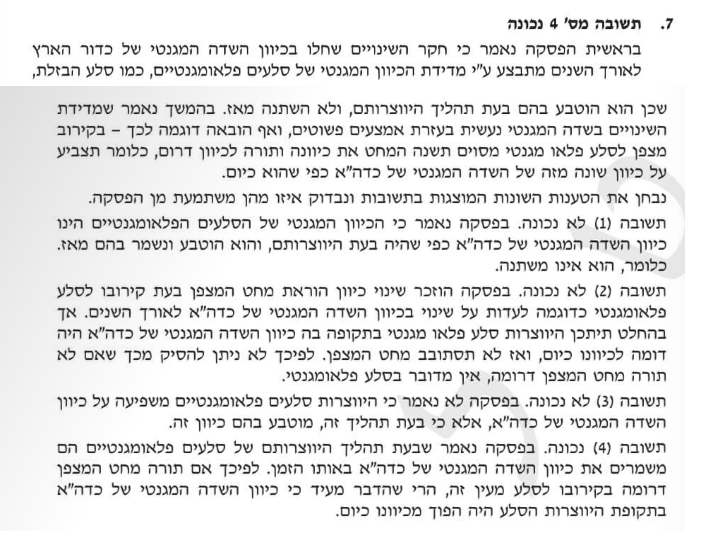 7. תשובה מס' 4 נכונה
בראשית הפסקה נאמר כי חקר השינויים שחלו בכיוון השדה המגנטי של כדור הארץ
לאורך השנים מתבצע ע"י מדידת הכיוון המגנטי של סלעים פלאומגנטיים, כמו סלע הבזלת,
שכן הוא הוטבע בהם בעת תהליך היווצרותם, ולא השתנה מאז. בהמשך נאמר שמדידת
השינויים בשדה המגנטי נעשית בעזרת אמצעים פשוטים, ואף הובאה דוגמה לכך – בקירוב
מצפן לסלע פלאו מגנטי מסוים תשנה המחט את כיוונה ותורה לכיוון דרום, כלומר תצביע
על כיוון שונה מזה של השדה המגנטי של כדה"א כפי שהוא כיום.
נבחן את הטענות השונות המוצגות בתשובות ונבדוק איזו מהן משתמעת מן הפסקה.
תשובה (1) לא נכונה. בפסקה נאמר כי הכיוון המגנטי של הסלעים הפלאומגנטיים הינו
כיוון השדה המגנטי של כדה"א כפי שהיה בעת היווצרותם, והוא הוטבע ונשמר בהם מאז.
כלומר, הוא אינו משתנה.
תשובה (2) לא נכונה. בפסקה הוזכר שינוי כיוון הוראת מחט המצפן בעת קירובו לסלע
פלאומגנטי כדוגמה לעדות על שינוי בכיוון השדה המגנטי של כדה"א לאורך השנים. אך
בהחלט תיתכן היווצרות סלע פלאו מגנטי בתקופה בה כיוון השדה המגנטי של כדה"א היה
דומה לכיוונו כיום, ואז לא תסתובב מחט המצפן. לפיכך לא ניתן להסיק מכך שאם לא
תורה מחט המצפן דרומה, אין מדובר בסלע פלאומגנטי.
תשובה (3) לא נכונה. בפסקה לא נאמר כי היווצרות סלעים פלאומגנטיים משפיעה על כיוון
השדה המגנטי של כדה"א, אלא כי בעת תהליך זה, מוטבע בהם כיוון זה.
תשובה (4) נכונה. בפסקה נאמר שבעת תהליך היווצרותם של סלעים פלאומגנטיים הם
משמרים את כיוון השדה המגנטי של כדה"א באותו הזמן. לפיכך אם תורה מחט המצפן
דרומה בקירובו לסלע מעין זה, הרי שהדבר מעיד כי כיוון השדה המגנטי של כדה"א
בתקופת היווצרות הסלע היה הפוך מכיוונו כיום.